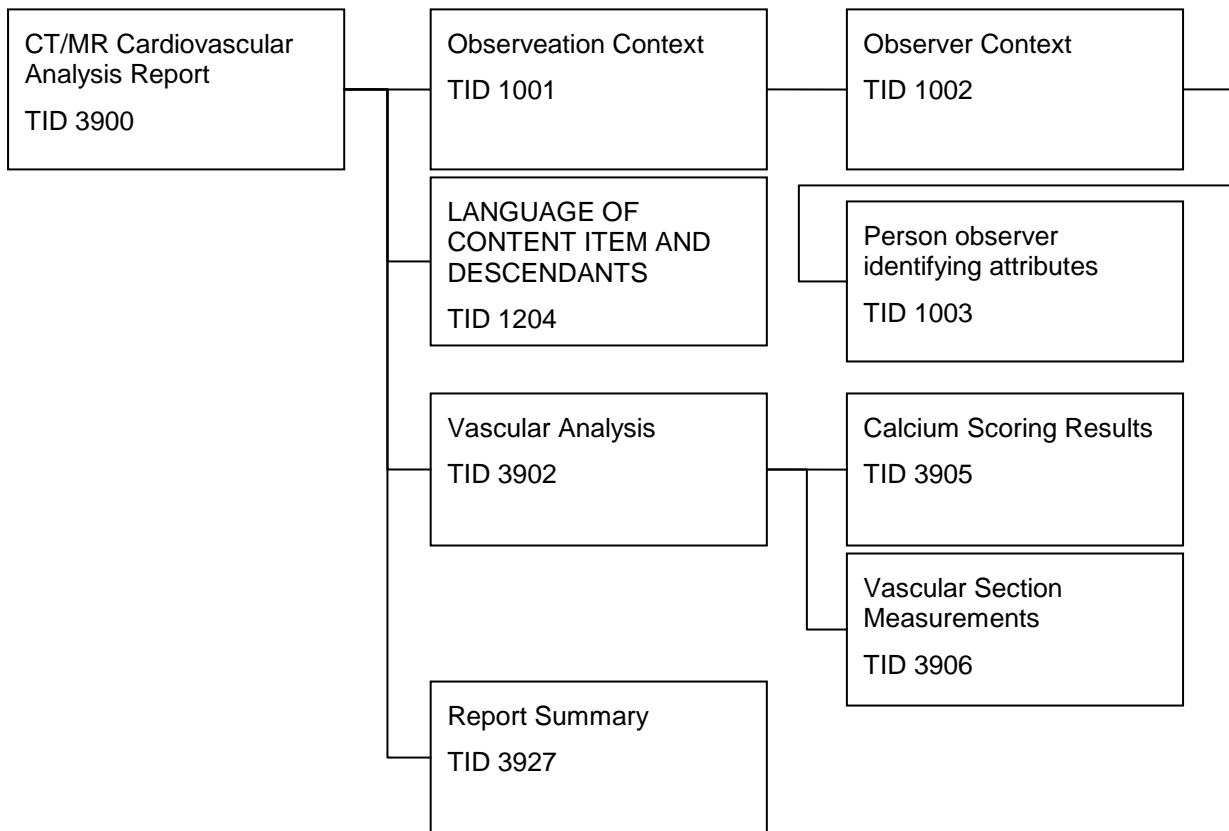 CT/MR Cardiovascular
Analysis Report
TID 3900
Observeation Context
TID 1001
Observer Context
TID 1002
LANGUAGE OF
CONTENT ITEM AND
DESCENDANTS
TID 1204
Person observer
identifying attributes
TID 1003
Vascular Analysis
TID 3902
Calcium Scoring Results
TID 3905
Vascular Section
Measurements
TID 3906
Report Summary
TID 3927